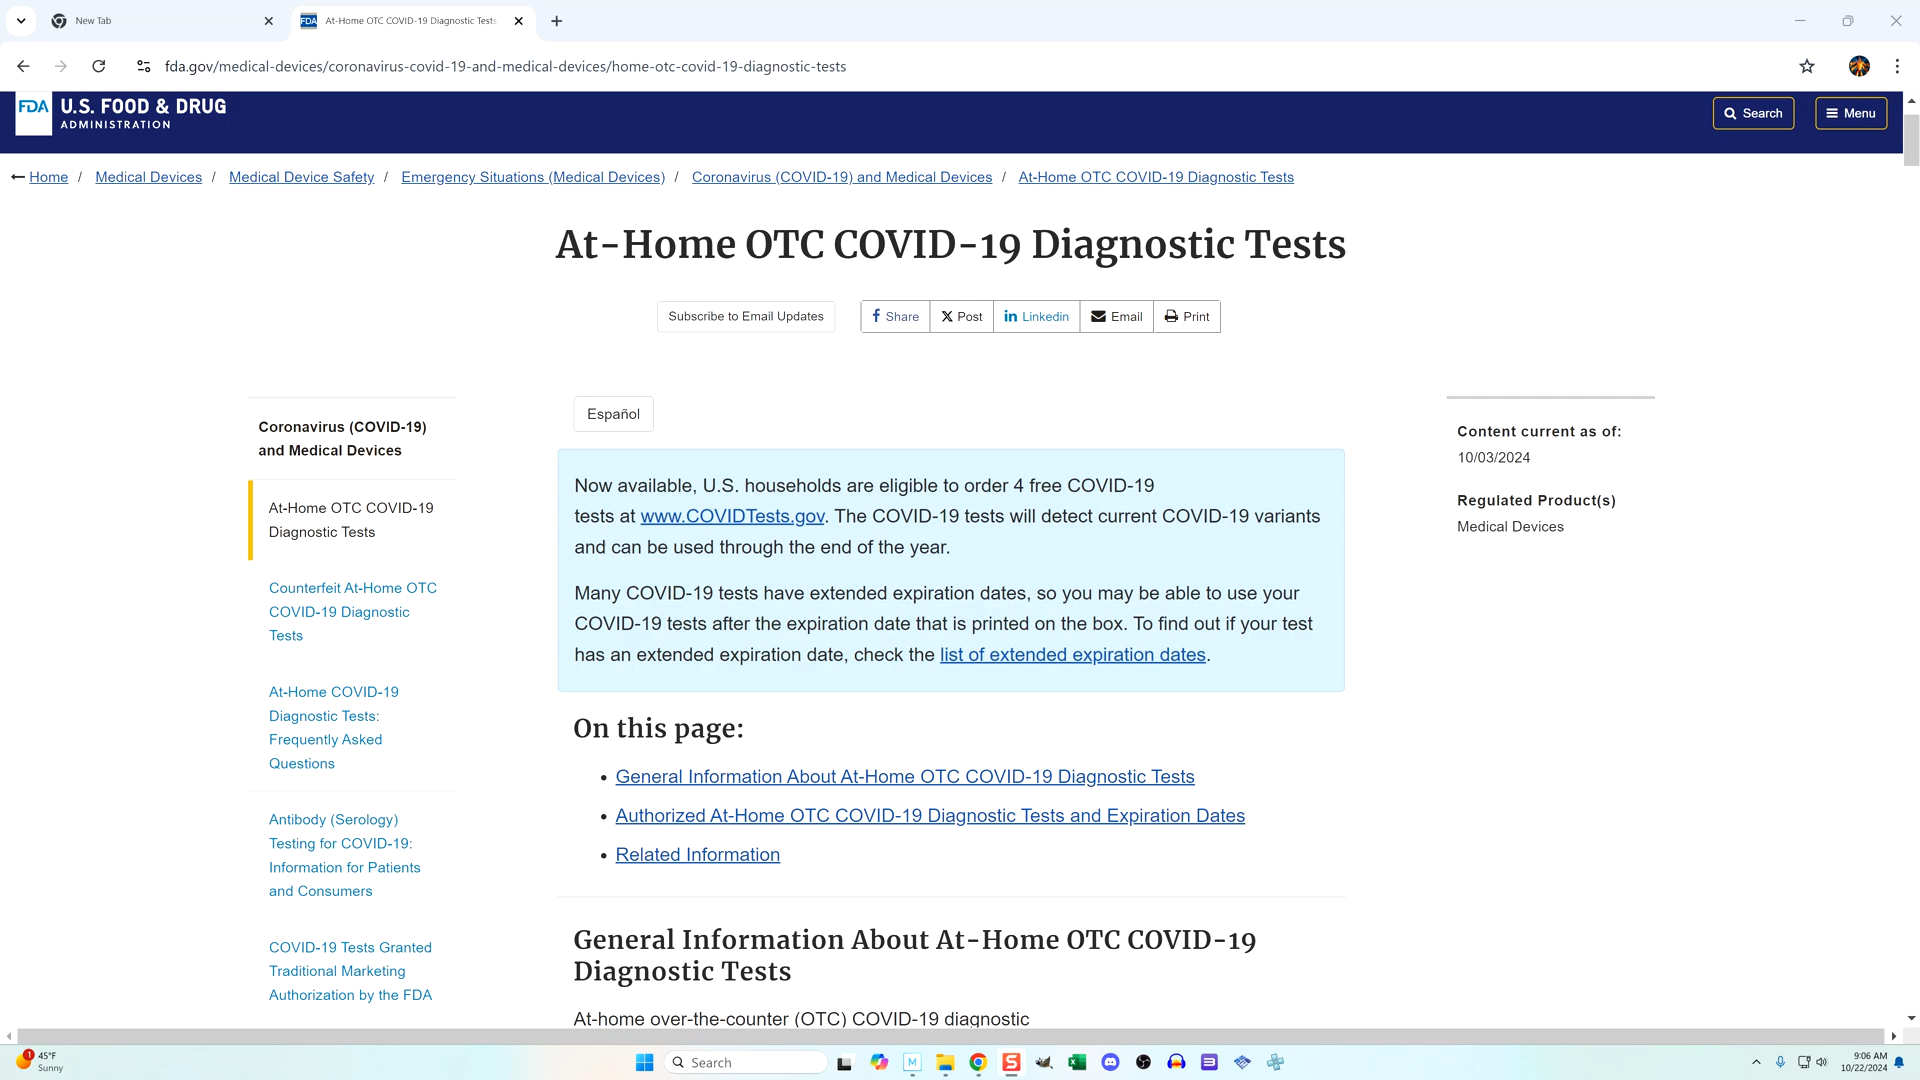 New Tab
At-Home OTC COVID-19 Diagnostic Tests
fda.gov/medical-devices/coronavirus-covid-19-and-medical-devices/home-otc-covid-19-diagnostic-tests
FDA U.S. FOOD & DRUG
ADMINISTRATION
Search
Menu
Home / Medical Devices / Medical Device Safety / Emergency Situations (Medical Devices) / Coronavirus (COVID-19) and Medical Devices / At-Home OTC COVID-19 Diagnostic Tests
At-Home OTC COVID-19 Diagnostic Tests
Subscribe to Email Updates
Share
Post
Linkedin
Email
Print
Coronavirus (COVID-19)
and Medical Devices
At-Home OTC COVID-19
Diagnostic Tests
Counterfeit At-Home OTC
COVID-19 Diagnostic
Tests
At-Home COVID-19
Diagnostic Tests:
Frequently Asked
Questions
Antibody (Serology)
Testing for COVID-19:
Information for Patients
and Consumers
COVID-19 Tests Granted
Traditional Marketing
Authorization by the FDA
Español
Now available, U.S. households are eligible to order 4 free COVID-19
tests at www.COVIDTests.gov. The COVID-19 tests will detect current COVID-19 variants
and can be used through the end of the year.
Many COVID-19 tests have extended expiration dates, so you may be able to use your
COVID-19 tests after the expiration date that is printed on the box. To find out if your test
has an extended expiration date, check the list of extended expiration dates.
On this page:
• General Information About At-Home OTC COVID-19 Diagnostic Tests
• Authorized At-Home OTC COVID-19 Diagnostic Tests and Expiration Dates
• Related Information
General Information About At-Home OTC COVID-19
Diagnostic Tests
At-home over-the-counter (OTC) COVID-19 diagnostic
Content current as of:
10/03/2024
Regulated Product(s)
Medical Devices
1
45°F
Sunny
Search
9:06 AM
10/22/2024